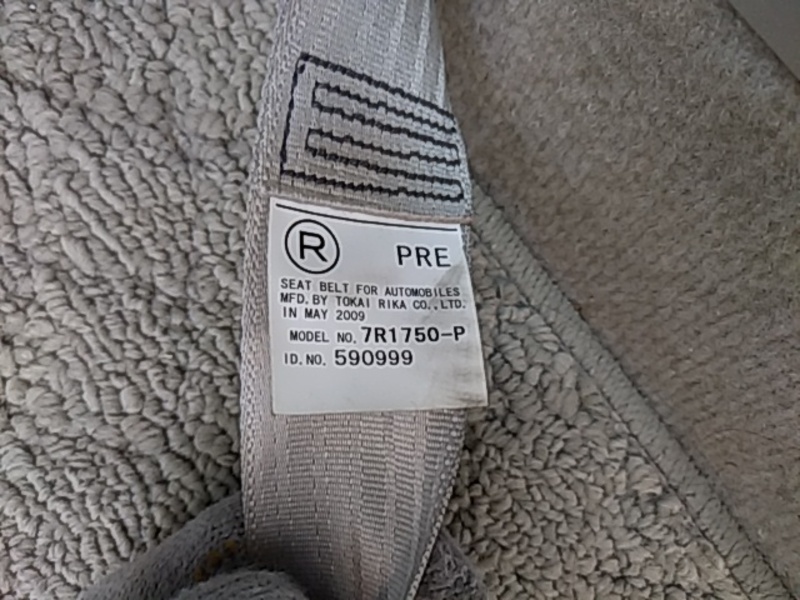 Ⓡ PRE
SEAT BELT FOR AUTOMOBILES
MFD. BY TOKAI RIKA CO., LTD.
IN MAY 2009
MODEL NO. 7R1750-P
ID. NO. 590999